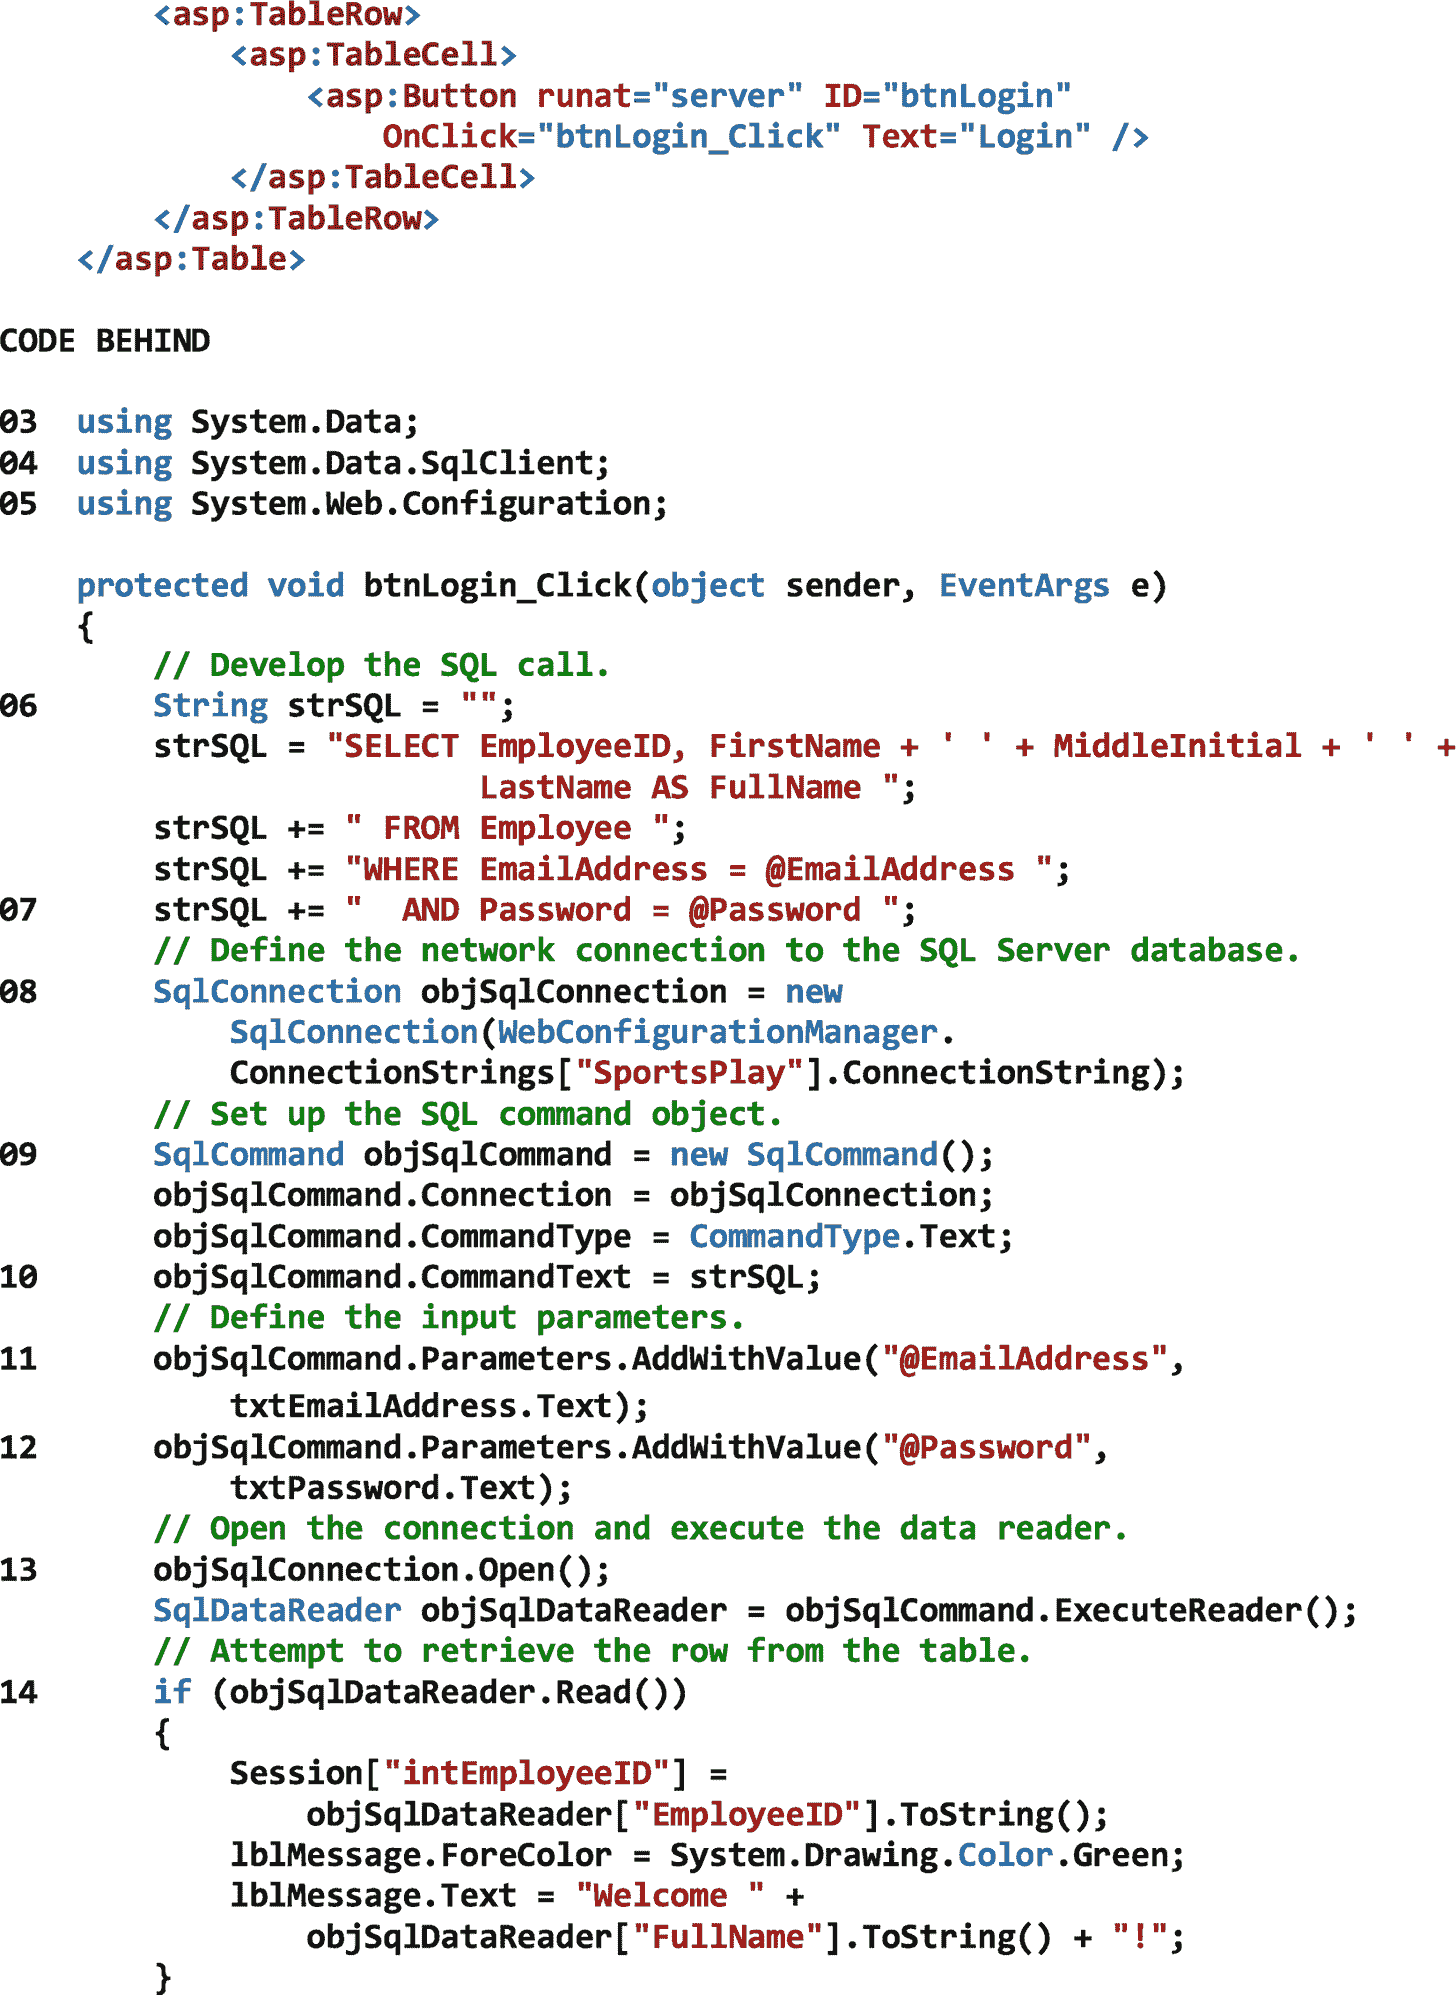 <asp:TableRow>
<asp:TableCell>
<asp:Button runat="server" ID="btnLogin"
OnClick="btnLogin_Click" Text="Login" />
</asp:TableCell>
</asp:TableRow>
</asp:Table>
CODE BEHIND
03 using System.Data;
04 using System.Data.SqlClient;
05 using System.Web.Configuration;
protected void btnLogin_Click(object sender, EventArgs e)
{
// Develop the SQL call.
06 String strSQL = "";
strSQL = "SELECT EmployeeID, FirstName + ' ' + MiddleInitial + ' ' +
LastName AS FullName ";
strSQL += " FROM Employee ";
strSQL += "WHERE EmailAddress = @EmailAddress ";
07 strSQL += "  AND Password = @Password ";
// Define the network connection to the SQL Server database.
08 SqlConnection objSqlConnection = new
SqlConnection(WebConfigurationManager.
ConnectionStrings["SportsPlay"].ConnectionString);
// Set up the SQL command object.
09 SqlCommand objSqlCommand = new SqlCommand();
objSqlCommand.Connection = objSqlConnection;
objSqlCommand.CommandType = CommandType.Text;
10 objSqlCommand.CommandText = strSQL;
// Define the input parameters.
11 objSqlCommand.Parameters.AddWithValue("@EmailAddress",
txtEmailAddress.Text);
12 objSqlCommand.Parameters.AddWithValue("@Password",
txtPassword.Text);
// Open the connection and execute the data reader.
13 objSqlConnection.Open();
SqlDataReader objSqlDataReader = objSqlCommand.ExecuteReader();
// Attempt to retrieve the row from the table.
14 if (objSqlDataReader.Read())
{
Session["intEmployeeID"] =
objSqlDataReader["EmployeeID"].ToString();
lblMessage.ForeColor = System.Drawing.Color.Green;
lblMessage.Text = "Welcome " +
objSqlDataReader["FullName"].ToString() + "!";
}